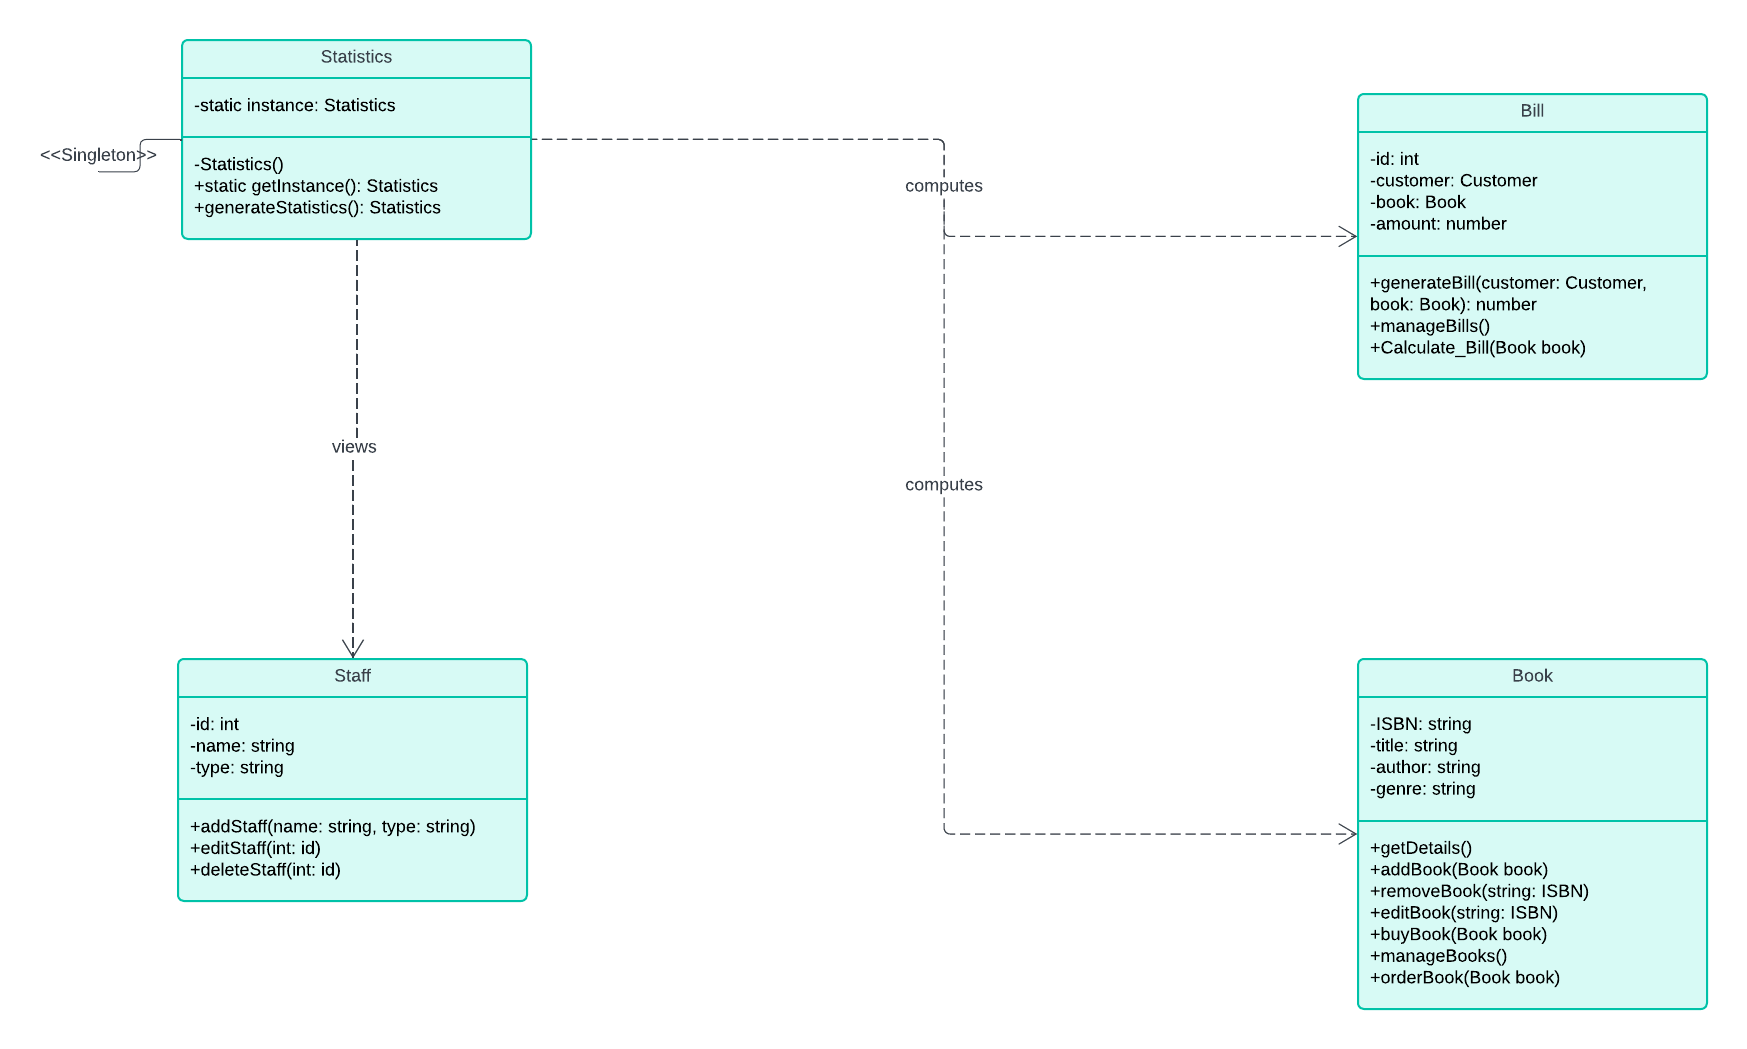 Statistics
-static instance: Statistics
<<Singleton>>
-Statistics()
+static getInstance(): Statistics
+generateStatistics(): Statistics
computes
Bill
-id: int
-customer: Customer
-book: Book
-amount: number
+generateBill(customer: Customer,
book: Book): number
+manageBills()
+Calculate_Bill(Book book)
views
computes
Staff
-id: int
-name: string
-type: string
+addStaff(name: string, type: string)
+editStaff(int: id)
+deleteStaff(int: id)
Book
-ISBN: string
-title: string
-author: string
-genre: string
+getDetails()
+addBook(Book book)
+removeBook(string: ISBN)
+editBook(string: ISBN)
+buyBook(Book book)
+manageBooks()
+orderBook(Book book)